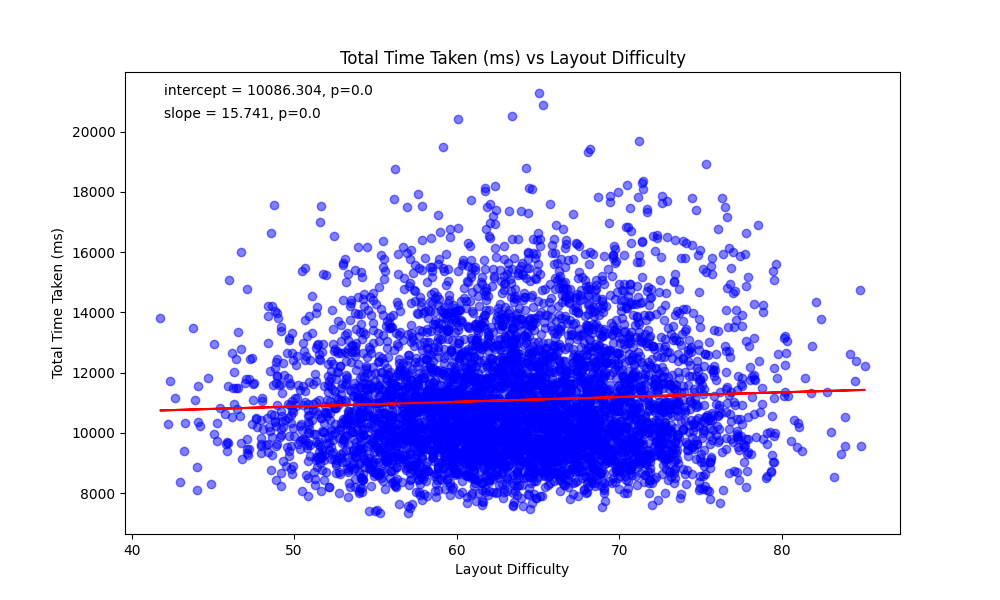 Total Time Taken (ms) vs Layout Difficulty
intercept = 10086.304, p=0.0
slope = 15.741, p=0.0
20000
18000
16000
14000
12000
10000
8000
Total Time Taken (ms)
40 50 60 70 80
Layout Difficulty